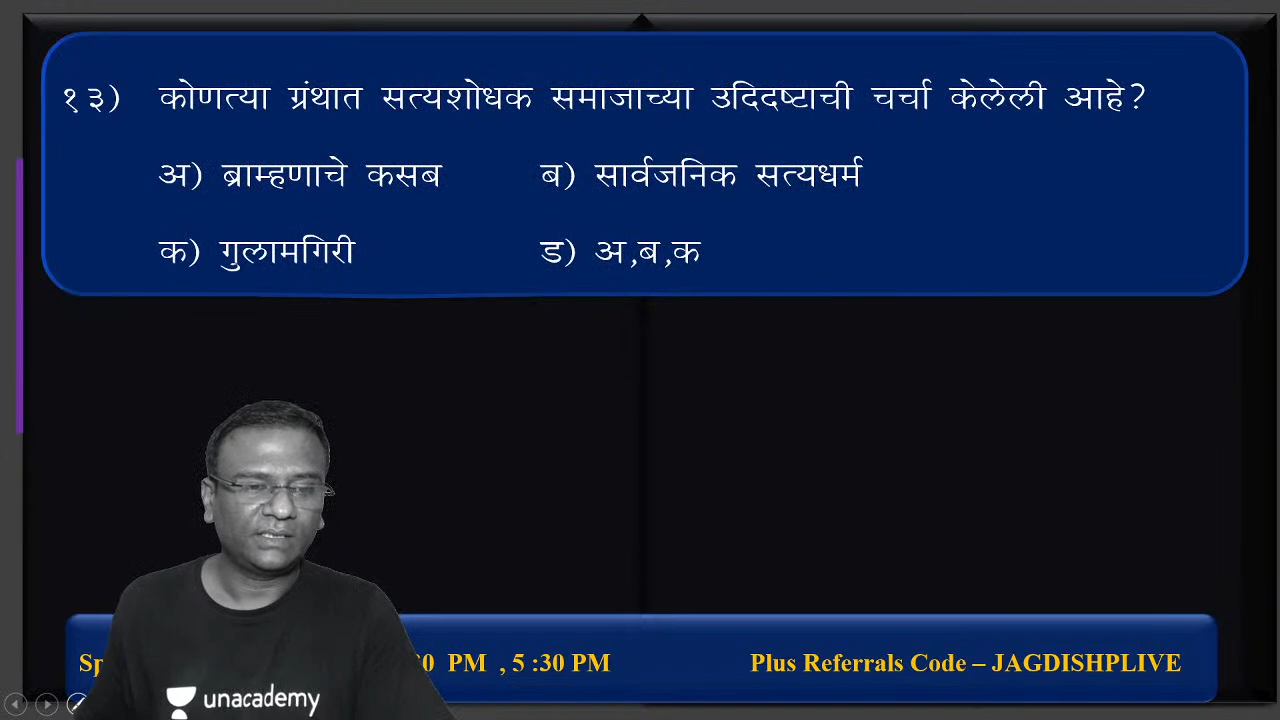 १३) कोणत्या ग्रंथात सत्यशोधक समाजाच्या उदिदष्टाची चर्चा केलेली आहे?
अ) ब्राम्हणाचे कसब ब) सार्वजनिक सत्यधर्म
क) गुलामगिरी ड) अ,ब,क
PM , 5 :30 PM Plus Referrals Code – JAGDISHPLIVE
unacademy